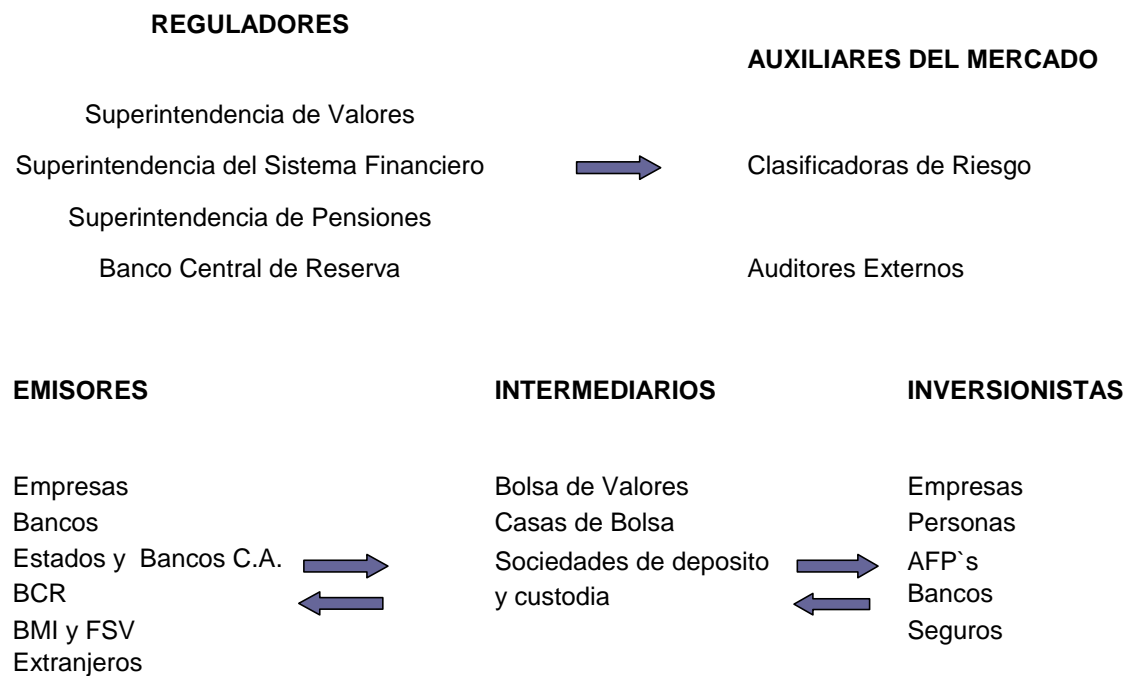 REGULADORES
AUXILIARES DEL MERCADO
Superintendencia de Valores
Superintendencia del Sistema Financiero
Clasificadoras de Riesgo
Superintendencia de Pensiones
Banco Central de Reserva
Auditores Externos
EMISORES
INTERMEDIARIOS
INVERSIONISTAS
Empresas
Bancos
Estados y Bancos C.A.
BCR
BMI y FSV
Extranjeros
Bolsa de Valores
Casas de Bolsa
Sociedades de deposito
y custodia
Empresas
Personas
AFP`s
Bancos
Seguros